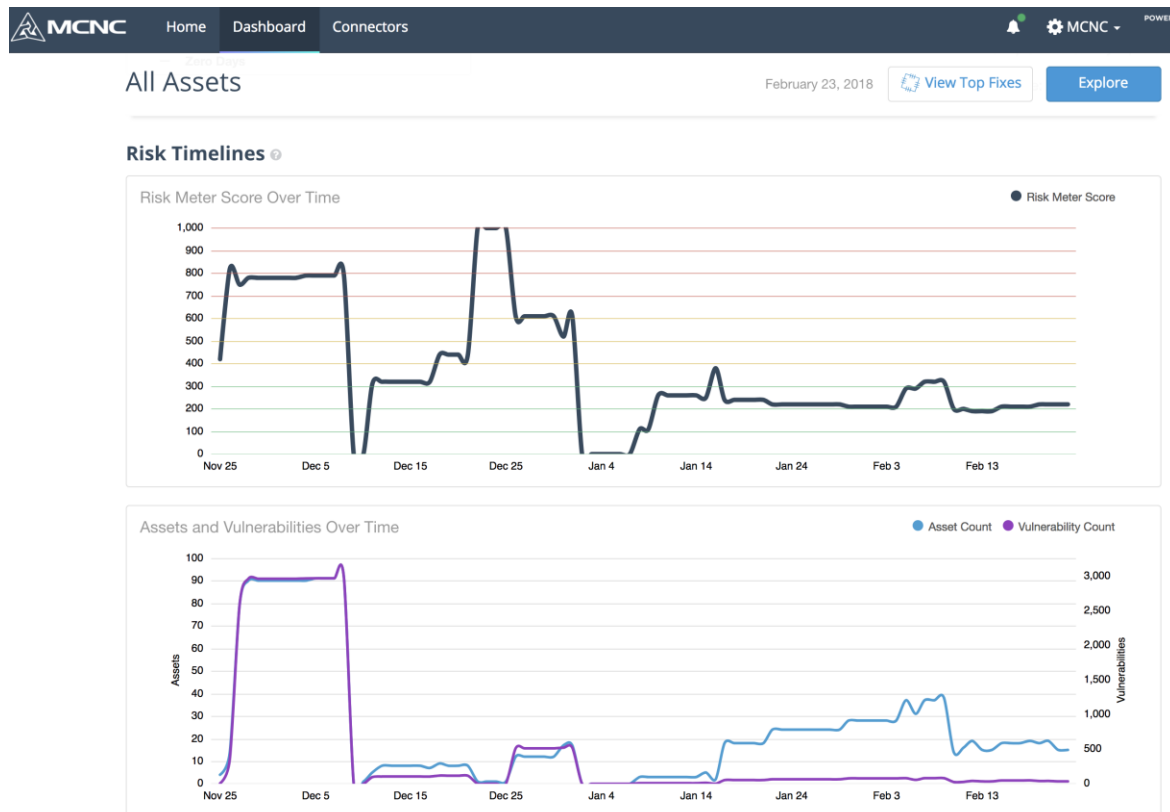 MCNC Home Dashboard Connectors MCNC POWE
Zero Days
All Assets February 23, 2018 View Top Fixes Explore
Risk Timelines
Risk Meter Score Over Time Risk Meter Score
1,000
900
800
700
600
500
400
300
200
100
0
Nov 25 Dec 5 Dec 15 Dec 25 Jan 4 Jan 14 Jan 24 Feb 3 Feb 13
Assets and Vulnerabilities Over Time Asset Count Vulnerability Count
100
90
80
70
60
50
40
30
20
10
0
Assets
3,000
2,500
2,000
1,500
1,000
500
0
Vulnerabilities
Nov 25 Dec 5 Dec 15 Dec 25 Jan 4 Jan 14 Jan 24 Feb 3 Feb 13